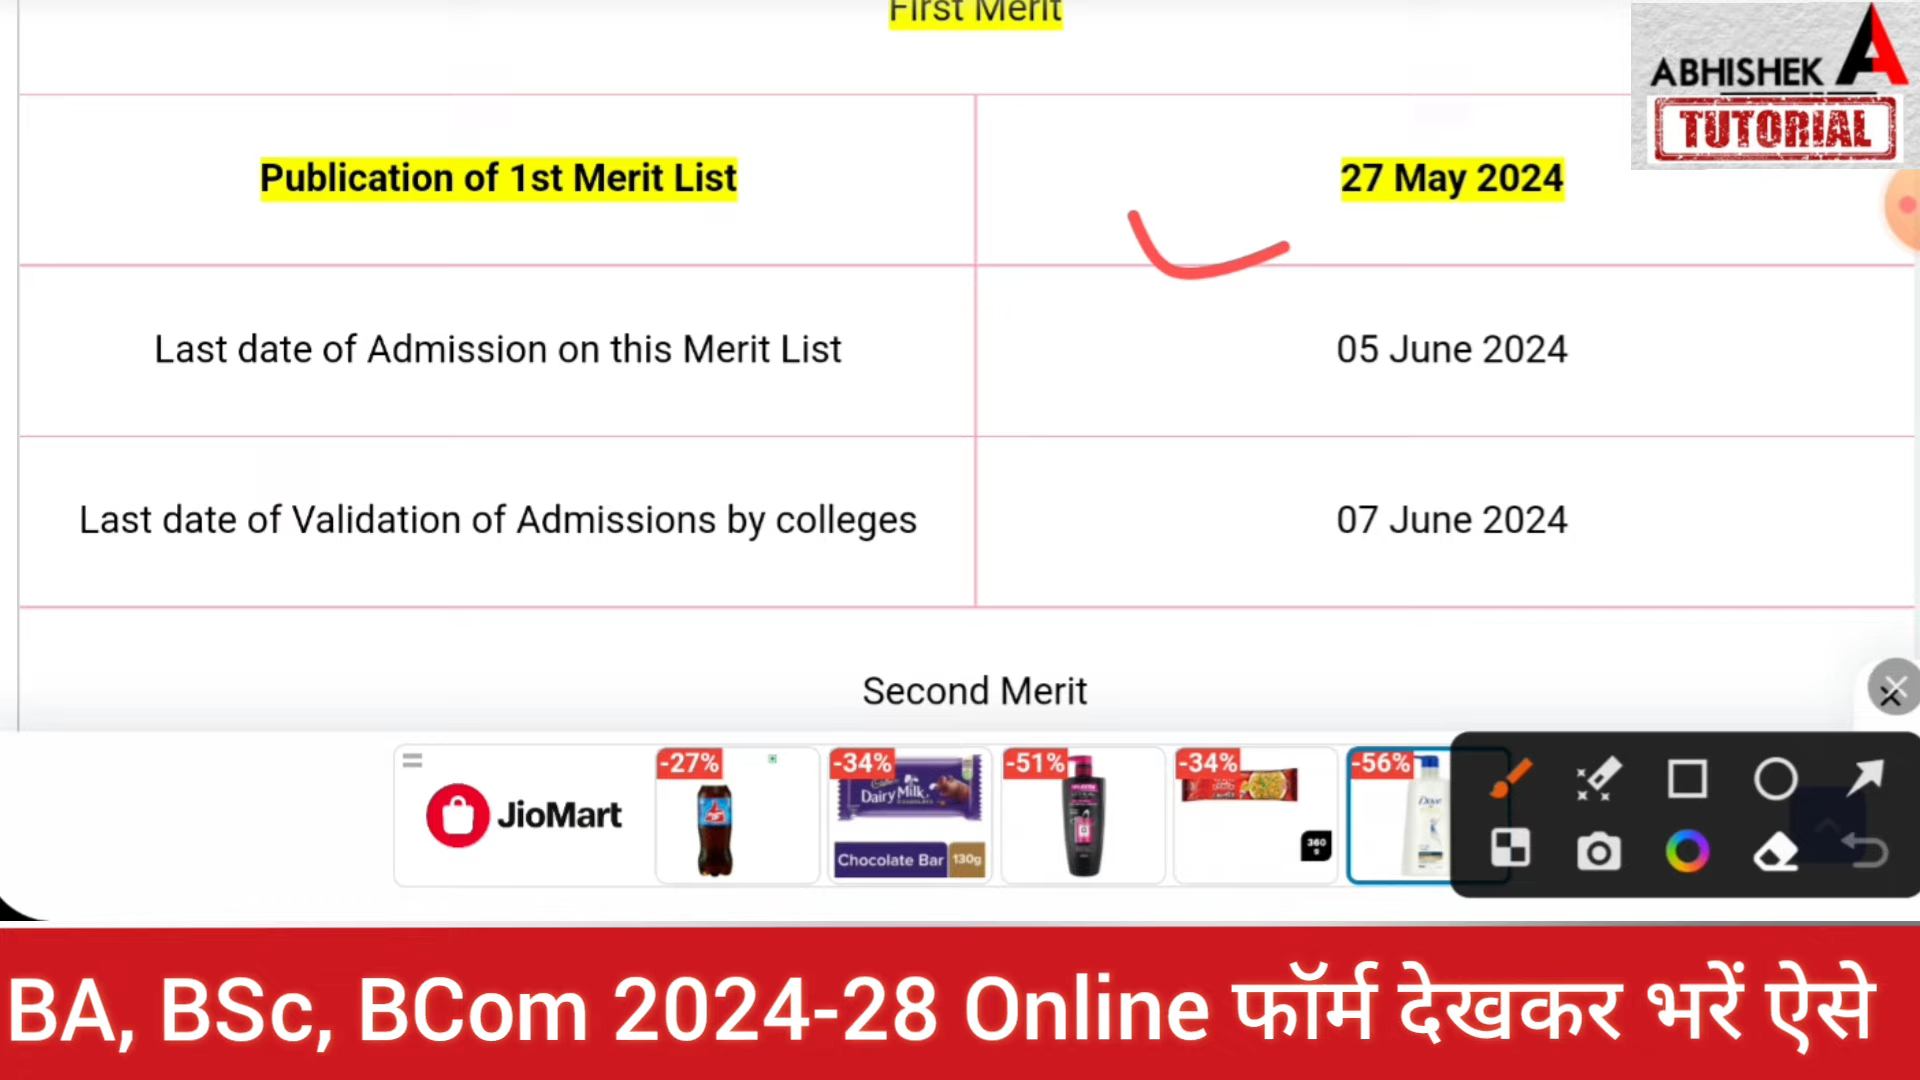 First Merit
ABHISHEK A
TUTORIAL
Publication of 1st Merit List
27 May 2024
Last date of Admission on this Merit List
05 June 2024
Last date of Validation of Admissions by colleges
07 June 2024
Second Merit
JioMart
-27%
-34%
Dairy Milk
Chocolate Bar 130g
-51%
-34%
360 g
-56%
Dove
BA, BSc, BCom 2024-28 Online फॉर्म देखकर भरें ऐसे